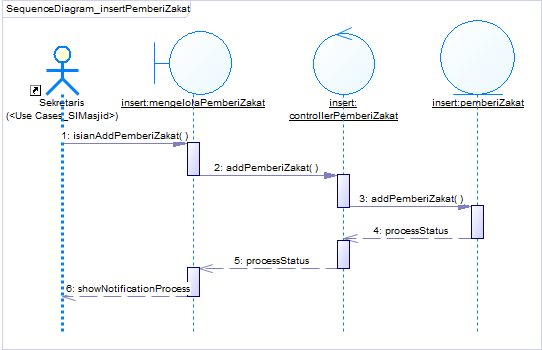 SequenceDiagram_insertPemberiZakat
Sekretaris
(<Use Cases_SIMasjid>)
insert:mengelolaPemberiZakat
insert:
controllerPemberiZakat
insert:pemberiZakat
1: isianAddPemberiZakat( )
2: addPemberiZakat( )
3: addPemberiZakat( )
4: processStatus
5: processStatus
6: showNotificationProcess